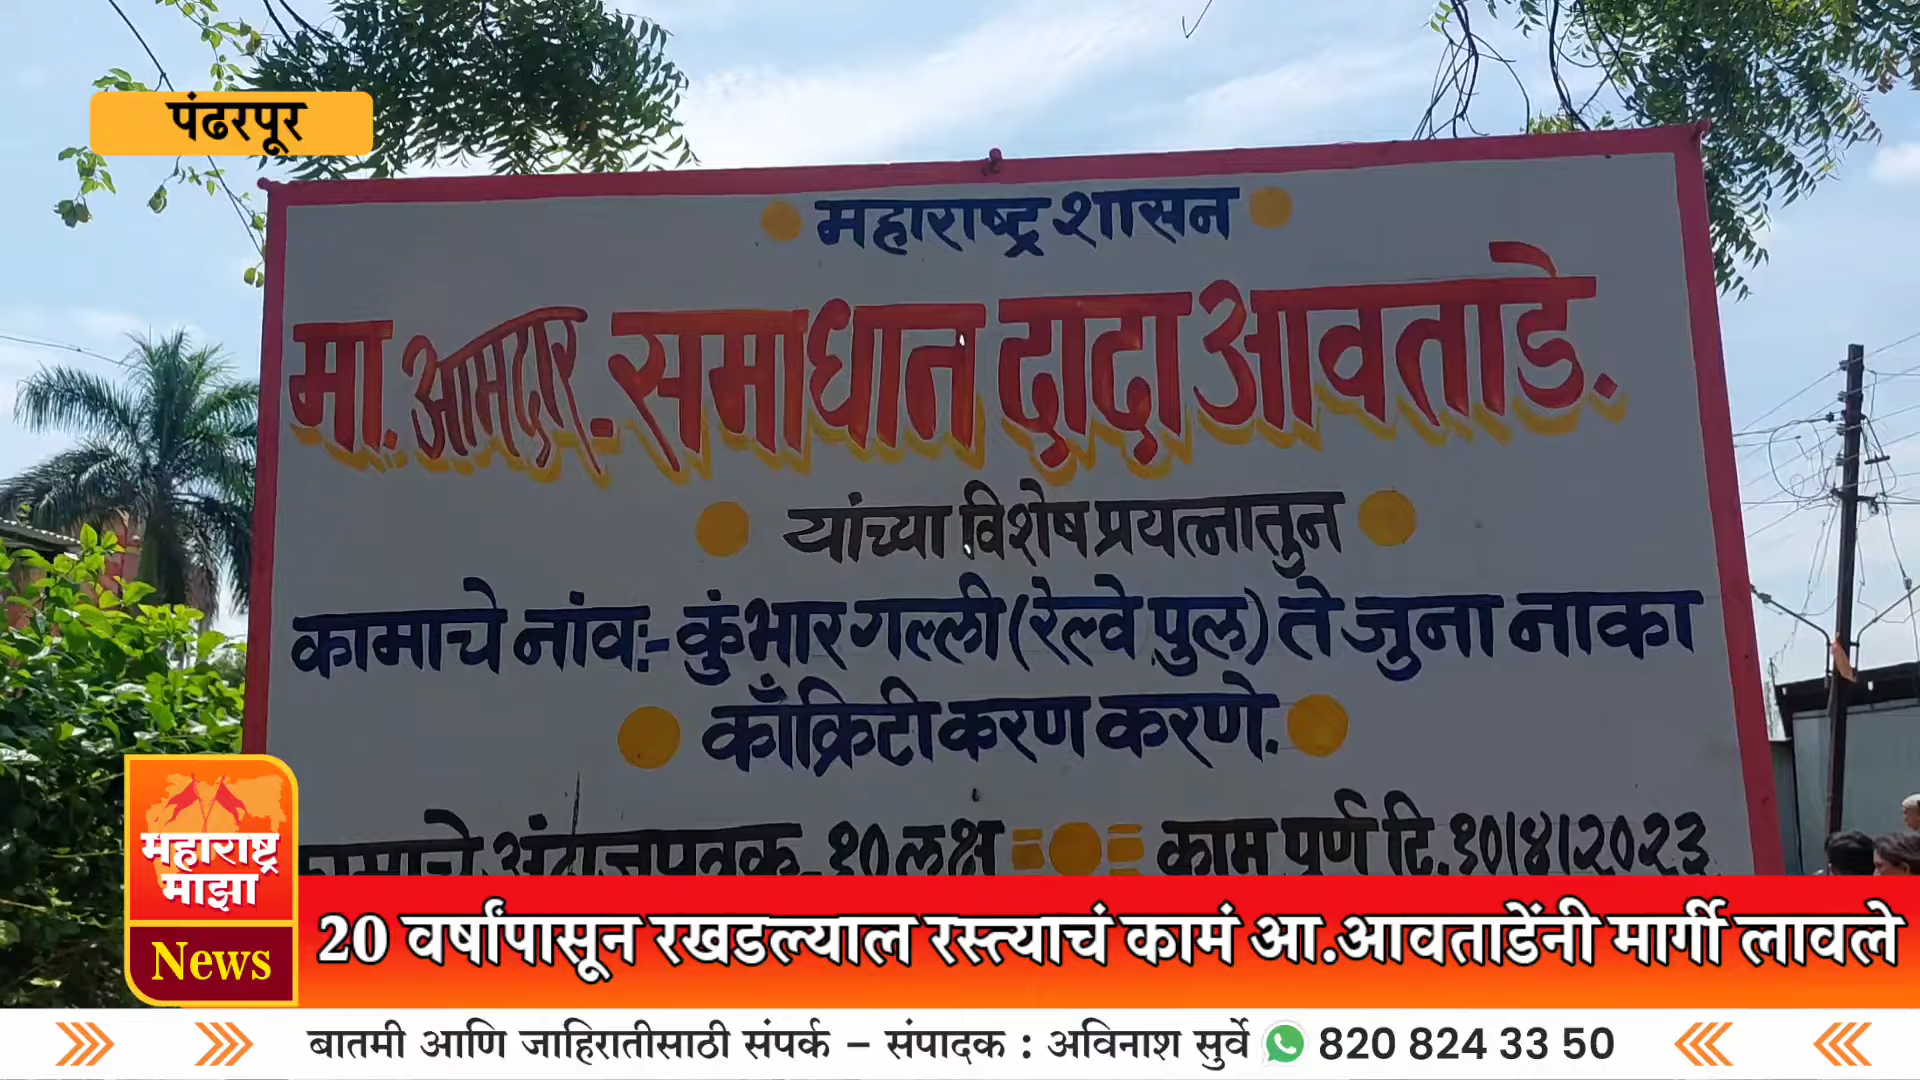 पंढरपूर
महाराष्ट्र शासन
मा. आमदार. समाधान दादा आवताडे.
यांच्या विशेष प्रयत्नातुन
कामाचे नांव:- कुंभार गल्ली (रेल्वे पुल) ते जुना नाका
काँक्रिटीकरण करणे.
कामाचे अंदाजपत्रक - १० लक्ष = काम पुर्ण दि. १०/४/२०२३
महाराष्ट्र
माझा
News
20 वर्षांपासून रखडल्याल रस्त्याचं कामं आ.आवताडेंनी मार्गी लावले
बातमी आणि जाहिरातीसाठी संपर्क – संपादक : अविनाश सुर्वे 820 824 33 50